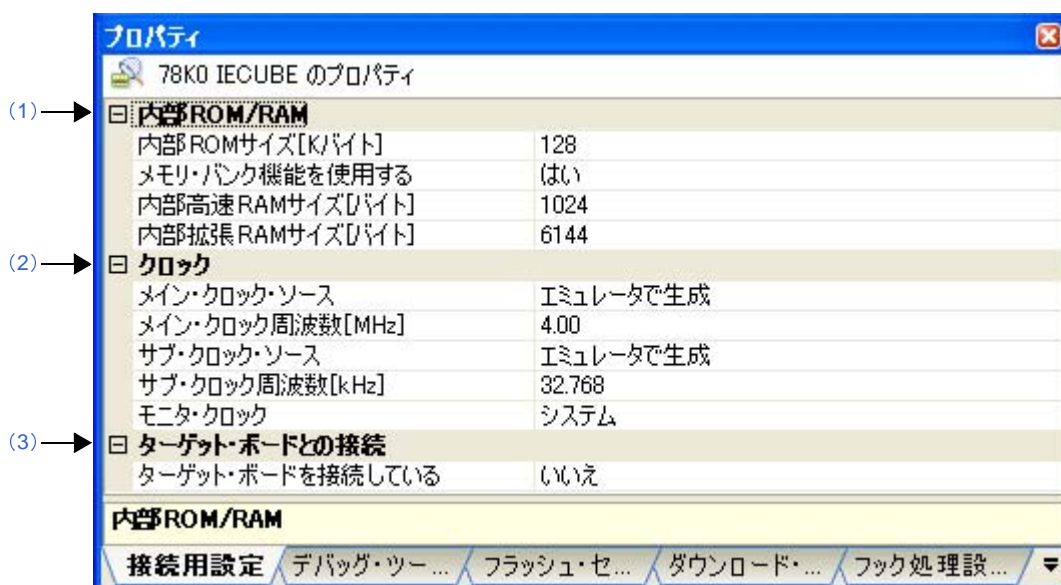 プロパティ
78K0 IECUBE のプロパティ
(1) 内部ROM/RAM
内部ROMサイズ[Kバイト] 128
メモリ・バンク機能を使用する はい
内部高速RAMサイズ[バイト] 1024
内部拡張RAMサイズ[バイト] 6144
(2) クロック
メイン・クロック・ソース エミュレータで生成
メイン・クロック周波数[MHz] 4.00
サブ・クロック・ソース エミュレータで生成
サブ・クロック周波数[kHz] 32.768
モニタ・クロック システム
(3) ターゲット・ボードとの接続
ターゲット・ボードを接続している いいえ
内部ROM/RAM
接続用設定 デバッグ・ツー... フラッシュ・セ... ダウンロード・... フック処理設...